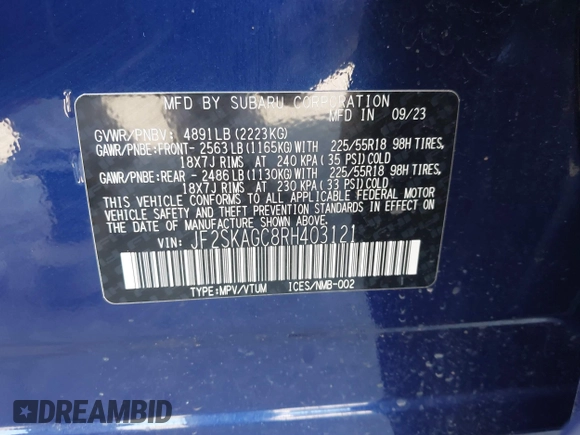 MFD BY SUBARU CORPORATION
MFD IN 09/23
GVWR/PNBV: 4891LB(2223KG)
GAWR/PNBE:FRONT- 2563LB(1165KG)WITH 225/55R18 98H TIRES,
18X7J RIMS AT 240 KPA(35 PSI)COLD
GAWR/PNBE:REAR - 2486LB(1130KG)WITH 225/55R18 98H TIRES,
18X7J RIMS AT 230 KPA(33 PSI)COLD
THIS VEHICLE CONFORMS TO ALL APPLICABLE FEDERAL MOTOR
VEHICLE SAFETY AND THEFT PREVENTION STANDARDS IN EFFECT ON
THE DATE OF MANUFACTURE SHOWN ABOVE.
VIN: JF2SKAGC8RH403121
TYPE:MPV/VTUM ICES/NMB-002
DREAMBID